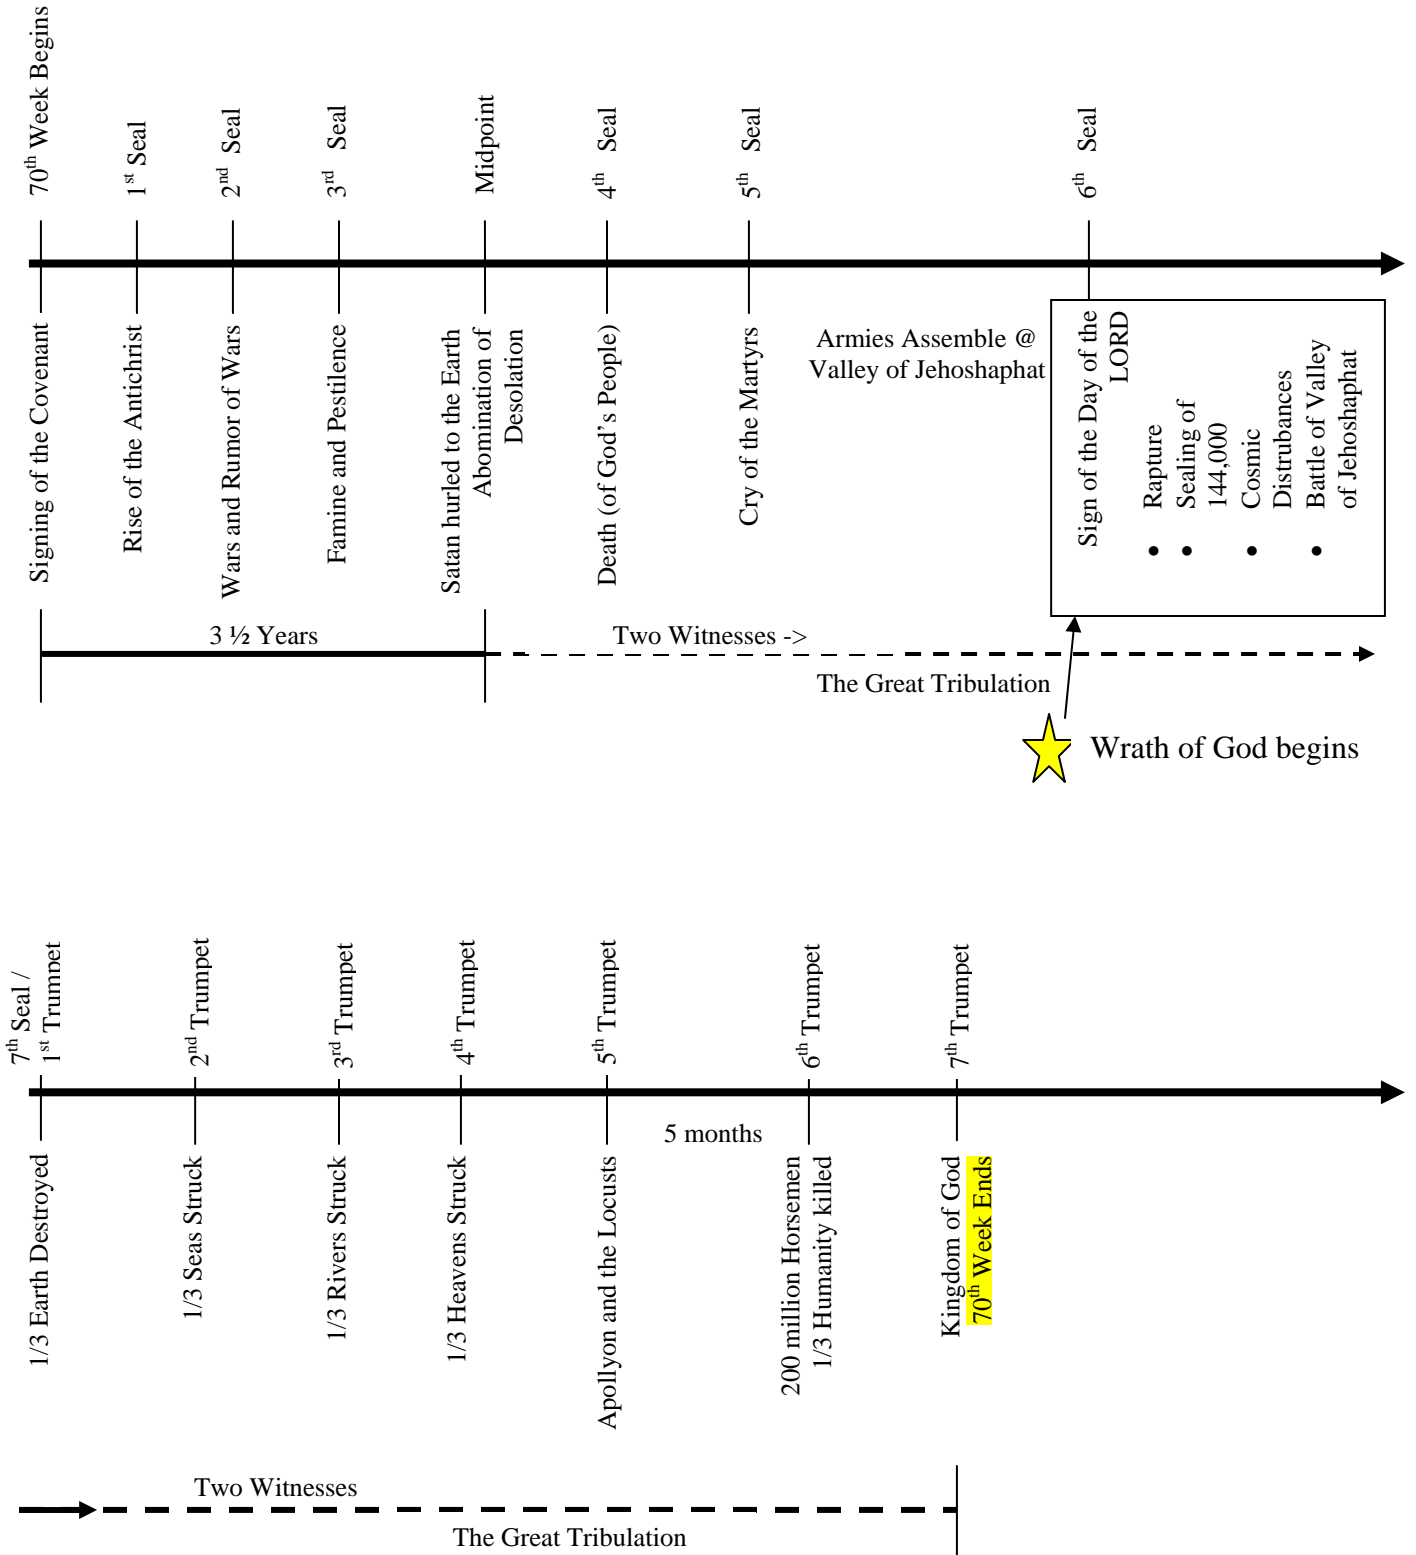 70th Week Begins
1st Seal
2nd Seal
3rd Seal
Midpoint
4th Seal
5th Seal
6th Seal
Signing of the Covenant
Rise of the Antichrist
Wars and Rumor of Wars
Famine and Pestilence
Satan hurled to the Earth
Abomination of
Desolation
Death (of God's People)
Cry of the Martyrs
Armies Assemble @
Valley of Jehoshaphat
Sign of the Day of the
LORD
• Rapture
• Sealing of
144,000
• Cosmic
Distrubances
• Battle of Valley
of Jehoshaphat
3 ½ Years
Two Witnesses ->
The Great Tribulation
Wrath of God begins
7th Seal /
1st Trumpet
2nd Trumpet
3rd Trumpet
4th Trumpet
5th Trumpet
6th Trumpet
7th Trumpet
5 months
1/3 Earth Destroyed
1/3 Seas Struck
1/3 Rivers Struck
1/3 Heavens Struck
Apollyon and the Locusts
200 million Horsemen
1/3 Humanity killed
Kingdom of God
70th Week Ends
Two Witnesses
The Great Tribulation